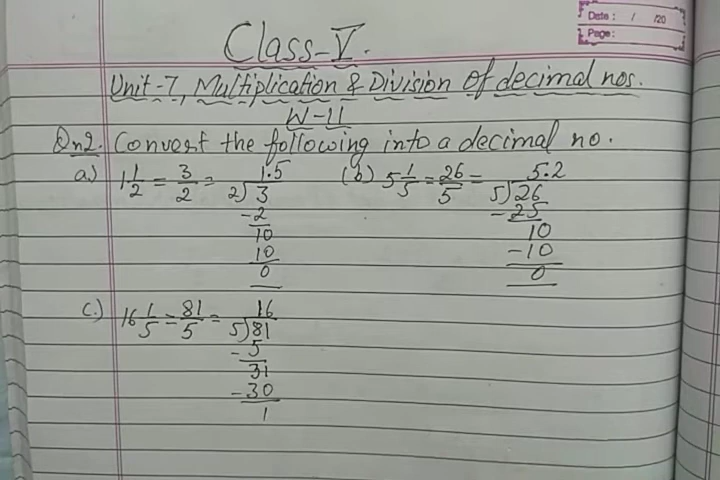 Date : / /20
Page:
Class-V.
Unit-7, Multiplication & Division of decimal nos.
W-11
Qn2. Convert the following into a decimal no.
a.) 1 1/2 = 3/2 = 2)3 1.5
-2
10
10
0
(b) 5 1/5 = 26/5 = 5)26 5.2
-25
10
-10
0
c.) 16 1/5 = 81/5 = 5)81 16
-5
31
-30
1